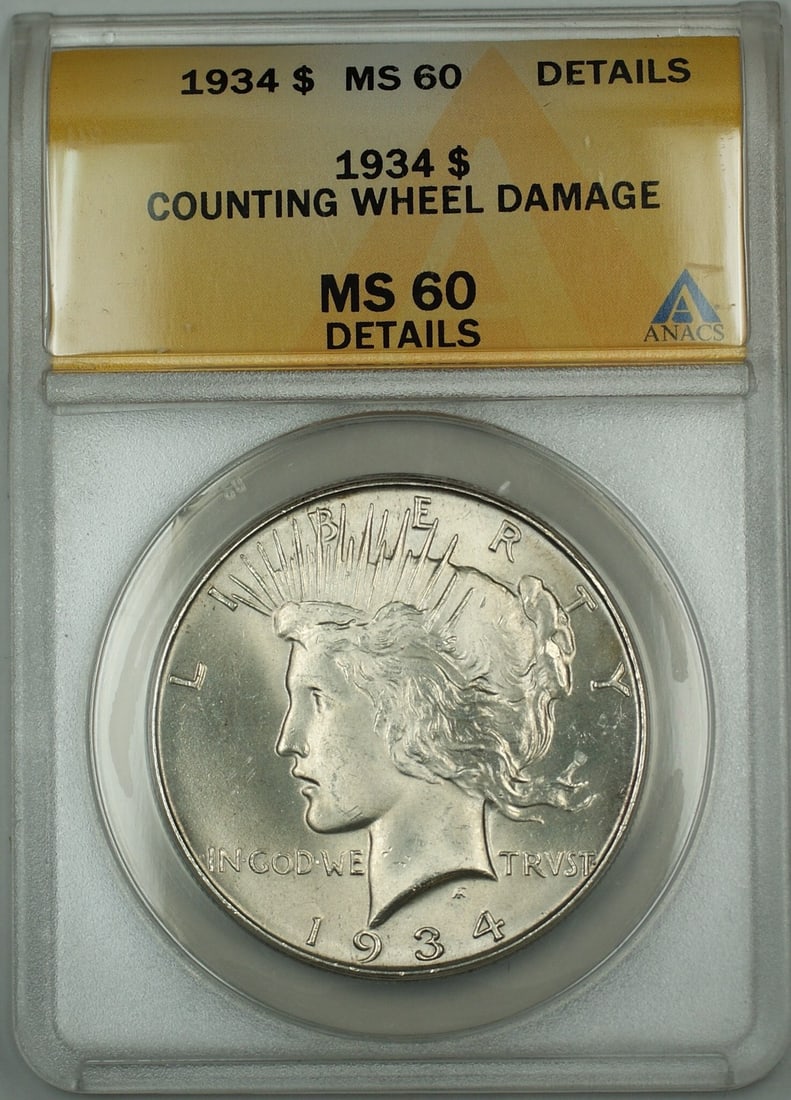 1934 $ MS 60 DETAILS
1934 $
COUNTING WHEEL DAMAGE
MS 60
DETAILS
ANACS
LIBERTY
IN·GOD·WE TRVST
1934